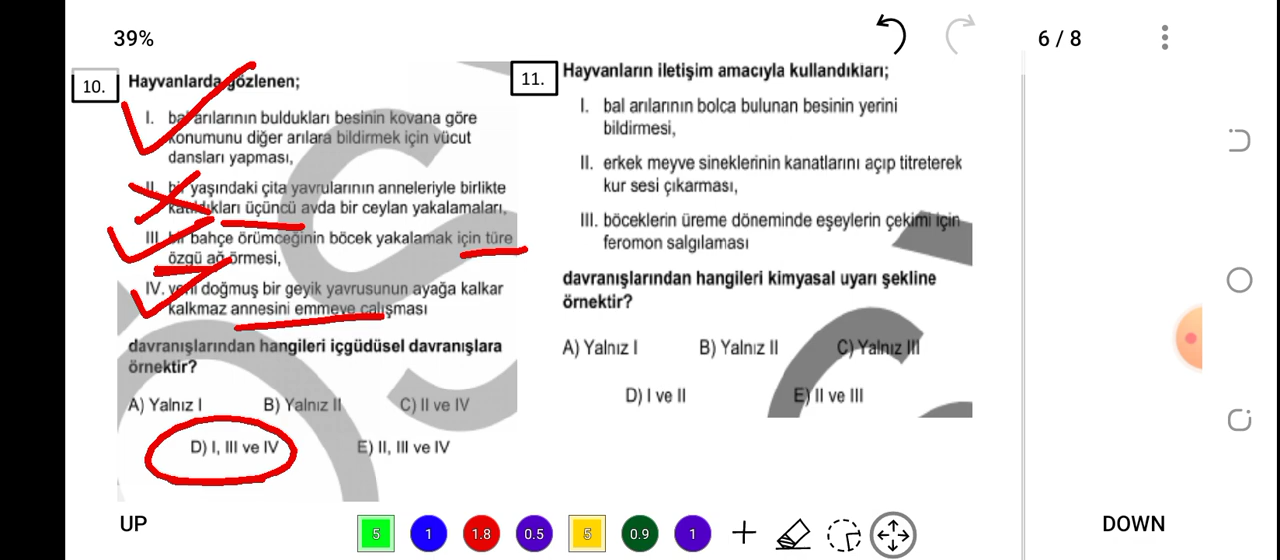 39%
6 / 8
10.
Hayvanlarda gözlenen;
I. bal arılarının buldukları besinin kovana göre
konumunu diğer arılara bildirmek için vücut
dansları yapması,
II. bir yaşındaki çita yavrularının anneleriyle birlikte
katıldıkları üçüncü avda bir ceylan yakalamaları,
III. bir bahçe örümceğinin böcek yakalamak için türe
özgü ağ örmesi,
IV. yeni doğmuş bir geyik yavrusunun ayağa kalkar
kalkmaz annesini emmeye çalışması
davranışlarından hangileri içgüdüsel davranışlara
örnektir?
A) Yalnız I B) Yalnız II C) II ve IV
D) I, III ve IV E) II, III ve IV
11.
Hayvanların iletişim amacıyla kullandıkları;
I. bal arılarının bolca bulunan besinin yerini
bildirmesi,
II. erkek meyve sineklerinin kanatlarını açıp titreterek
kur sesi çıkarması,
III. böceklerin üreme döneminde eşeylerin çekimi için
feromon salgılaması
davranışlarından hangileri kimyasal uyarı şekline
örnektir?
A) Yalnız I B) Yalnız II C) Yalnız III
D) I ve II E) II ve III
UP
5 1 1.8 0.5 5 0.9 1
DOWN